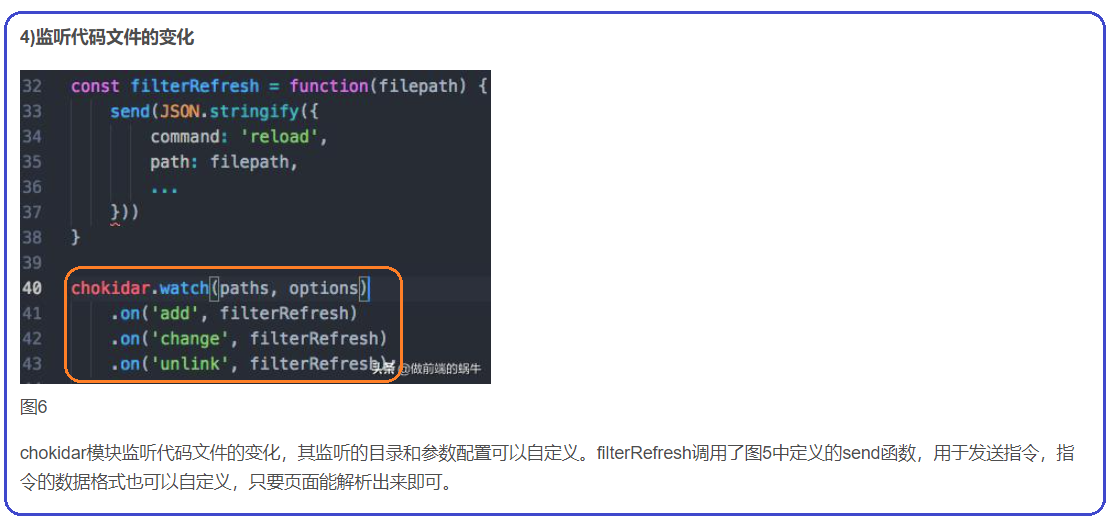 4)监听代码文件的变化
32 const filterRefresh = function(filepath) {
33 send(JSON.stringify({
34 command: 'reload',
35 path: filepath,
36 ...
37 }))
38 }
39
40 chokidar.watch(paths, options)
41 .on('add', filterRefresh)
42 .on('change', filterRefresh)
43 .on('unlink', filterRefresh);
头条 @做前端的蜗牛
图6
chokidar模块监听代码文件的变化，其监听的目录和参数配置可以自定义。filterRefresh调用了图5中定义的send函数，用于发送指令，指
令的数据格式也可以自定义，只要页面能解析出来即可。